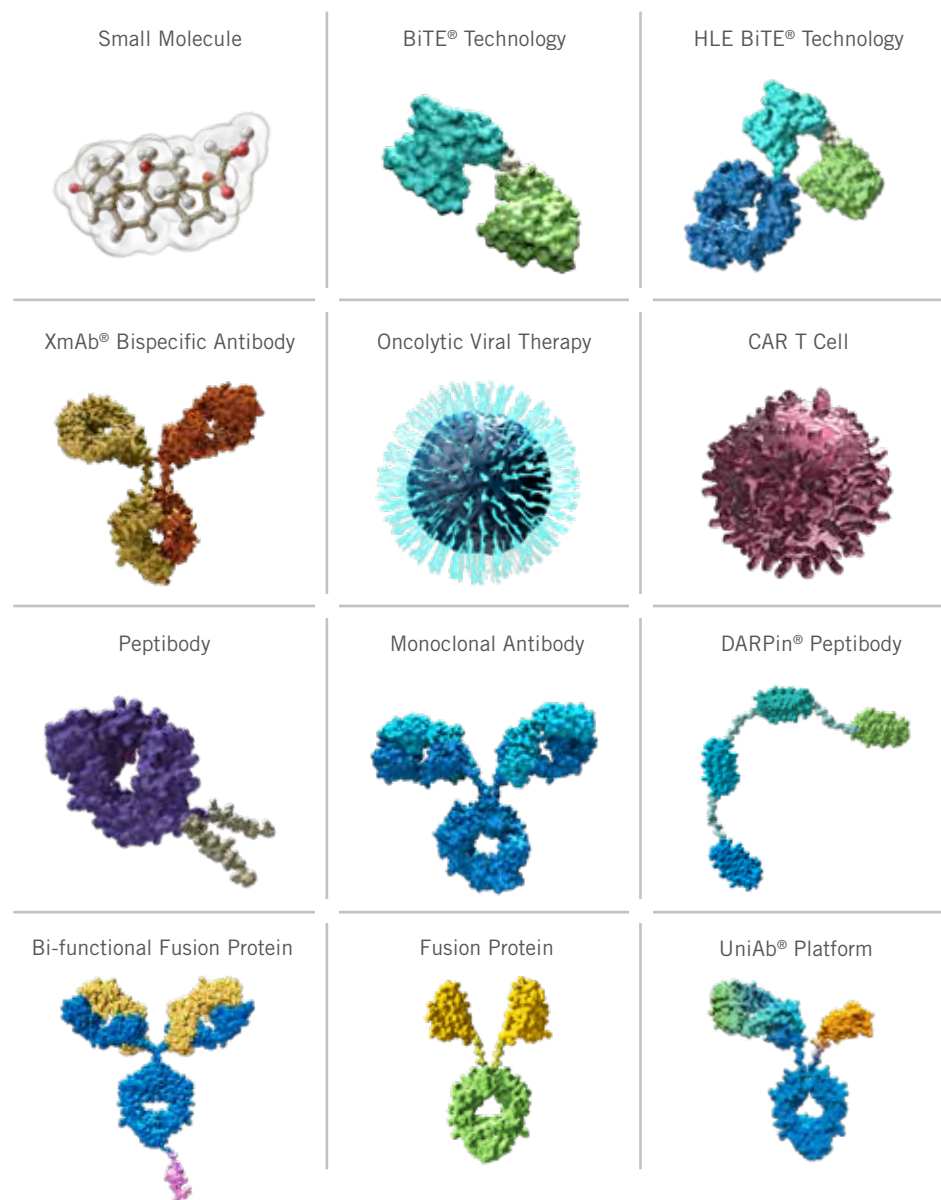 Small Molecule
BiTE® Technology
HLE BiTE® Technology
XmAb® Bispecific Antibody
Oncolytic Viral Therapy
CAR T Cell
Peptibody
Monoclonal Antibody
DARPin® Peptibody
Bi-functional Fusion Protein
Fusion Protein
UniAb® Platform